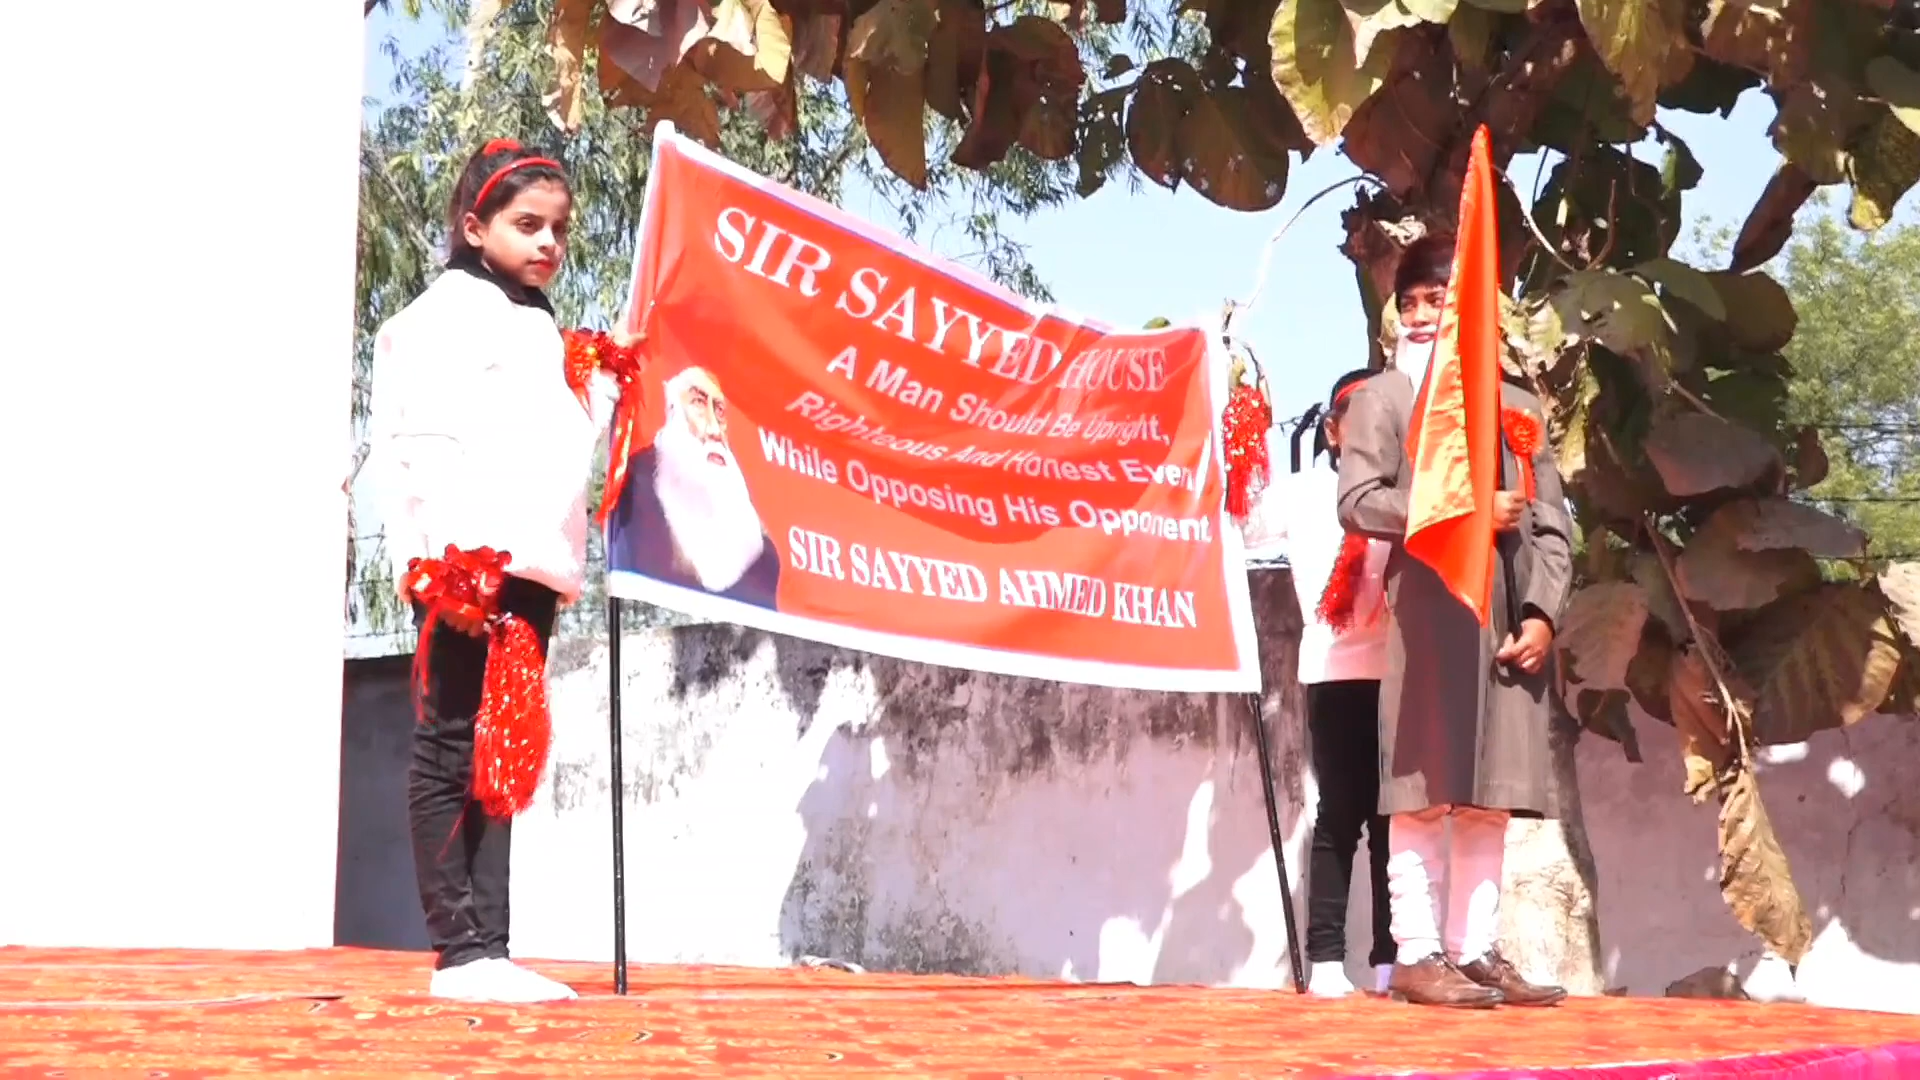 SIR SAYYED HOUSE
A Man Should Be Upright,
Righteous And Honest Even
While Opposing His Opponent
SIR SAYYED AHMED KHAN